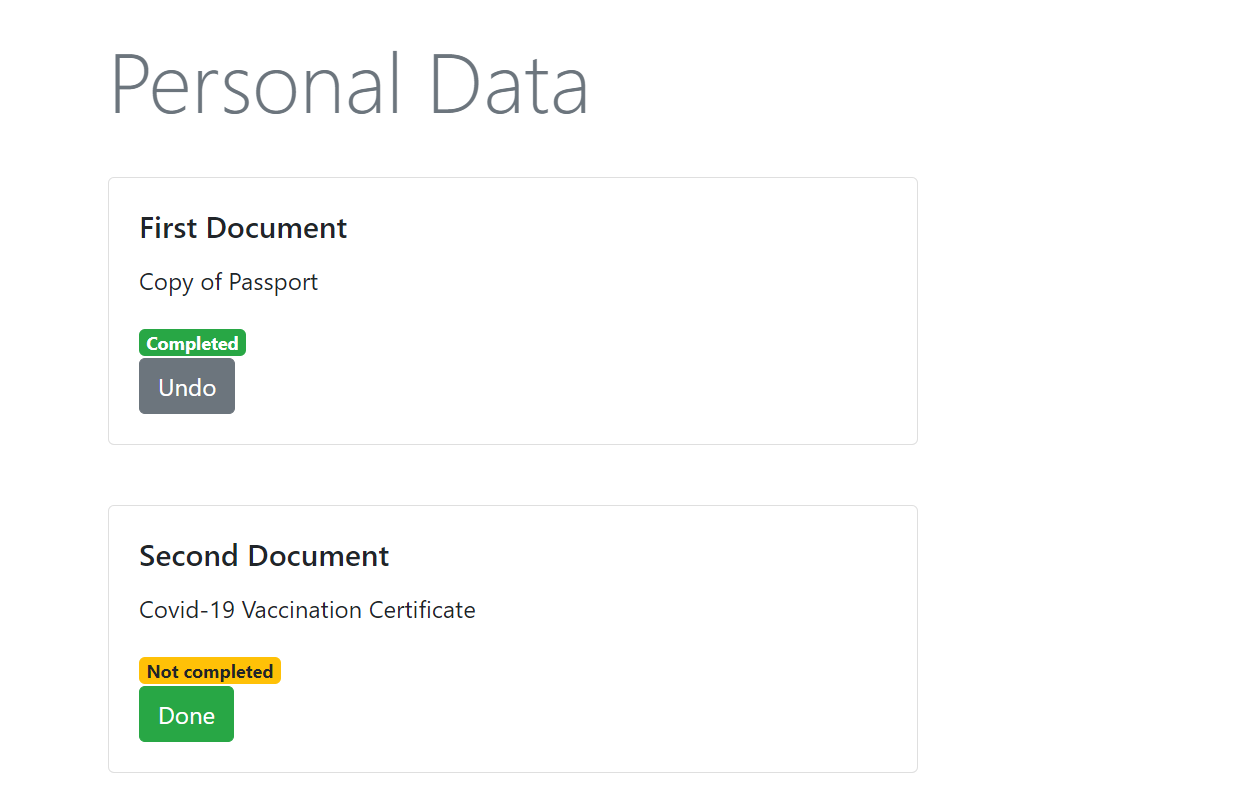 Personal Data
First Document
Copy of Passport
Completed
Undo
Second Document
Covid-19 Vaccination Certificate
Not completed
Done